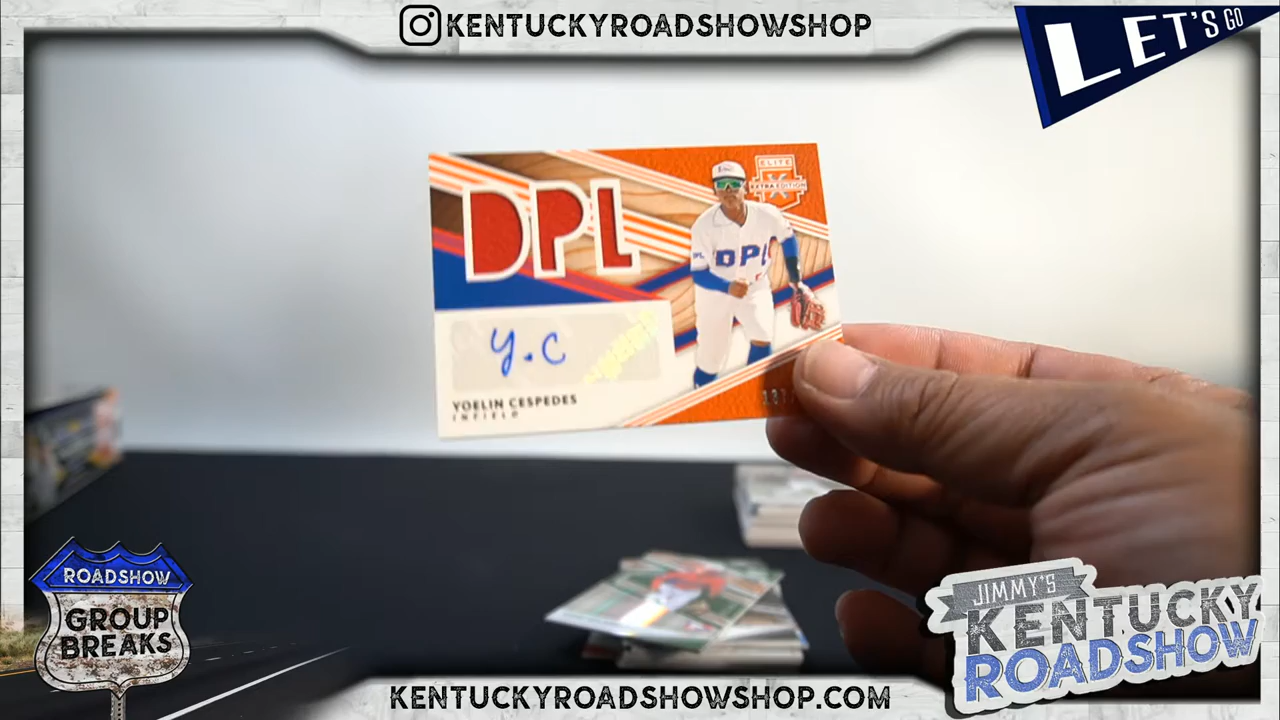 KENTUCKYROADSHOWSHOP
LET'S GO
ELITE
EXTRA EDITION
DPL
DPL
Y.C
YOELIN CESPEDES
INFIELD
ROADSHOW
GROUP
BREAKS
JIMMY'S
KENTUCKY
ROADSHOW
KENTUCKYROADSHOWSHOP.COM